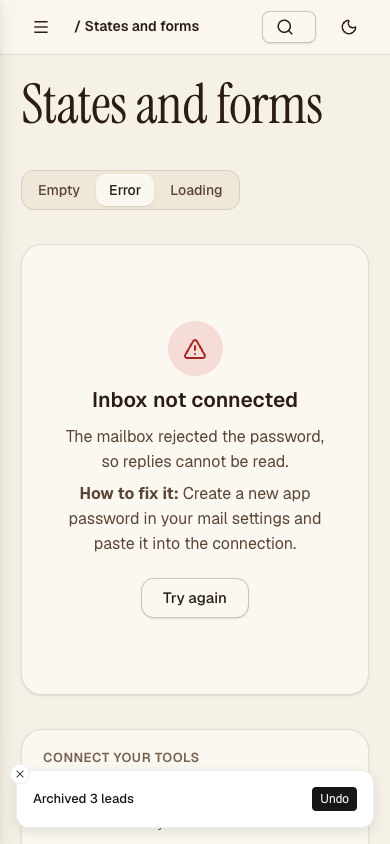 / States and forms
States and forms
Empty
Error
Loading
Inbox not connected
The mailbox rejected the password,
so replies cannot be read.
How to fix it: Create a new app
password in your mail settings and
paste it into the connection.
Try again
CONNECT YOUR TOOLS
Archived 3 leads
Undo